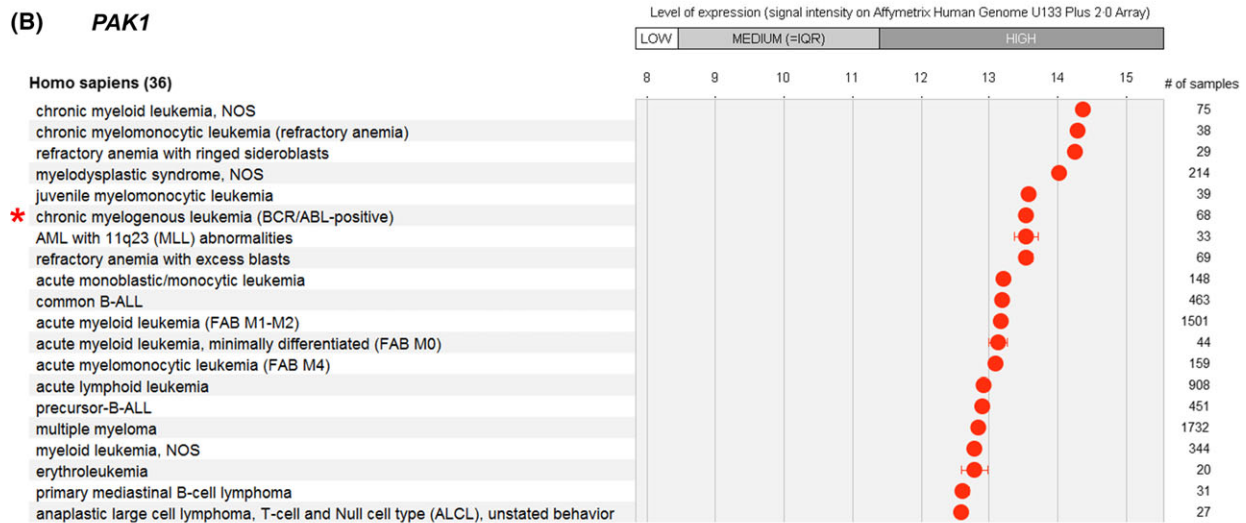 (B) PAK1
Level of expression (signal intensity on Affymetrix Human Genome U133 Plus 2·0 Array)
LOW MEDIUM (=IQR) HIGH
Homo sapiens (36) 8 9 10 11 12 13 14 15 # of samples
chronic myeloid leukemia, NOS 75
chronic myelomonocytic leukemia (refractory anemia) 38
refractory anemia with ringed sideroblasts 29
myelodysplastic syndrome, NOS 214
juvenile myelomonocytic leukemia 39
* chronic myelogenous leukemia (BCR/ABL-positive) 68
AML with 11q23 (MLL) abnormalities 33
refractory anemia with excess blasts 69
acute monoblastic/monocytic leukemia 148
common B-ALL 463
acute myeloid leukemia (FAB M1-M2) 1501
acute myeloid leukemia, minimally differentiated (FAB M0) 44
acute myelomonocytic leukemia (FAB M4) 159
acute lymphoid leukemia 908
precursor-B-ALL 451
multiple myeloma 1732
myeloid leukemia, NOS 344
erythroleukemia 20
primary mediastinal B-cell lymphoma 31
anaplastic large cell lymphoma, T-cell and Null cell type (ALCL), unstated behavior 27